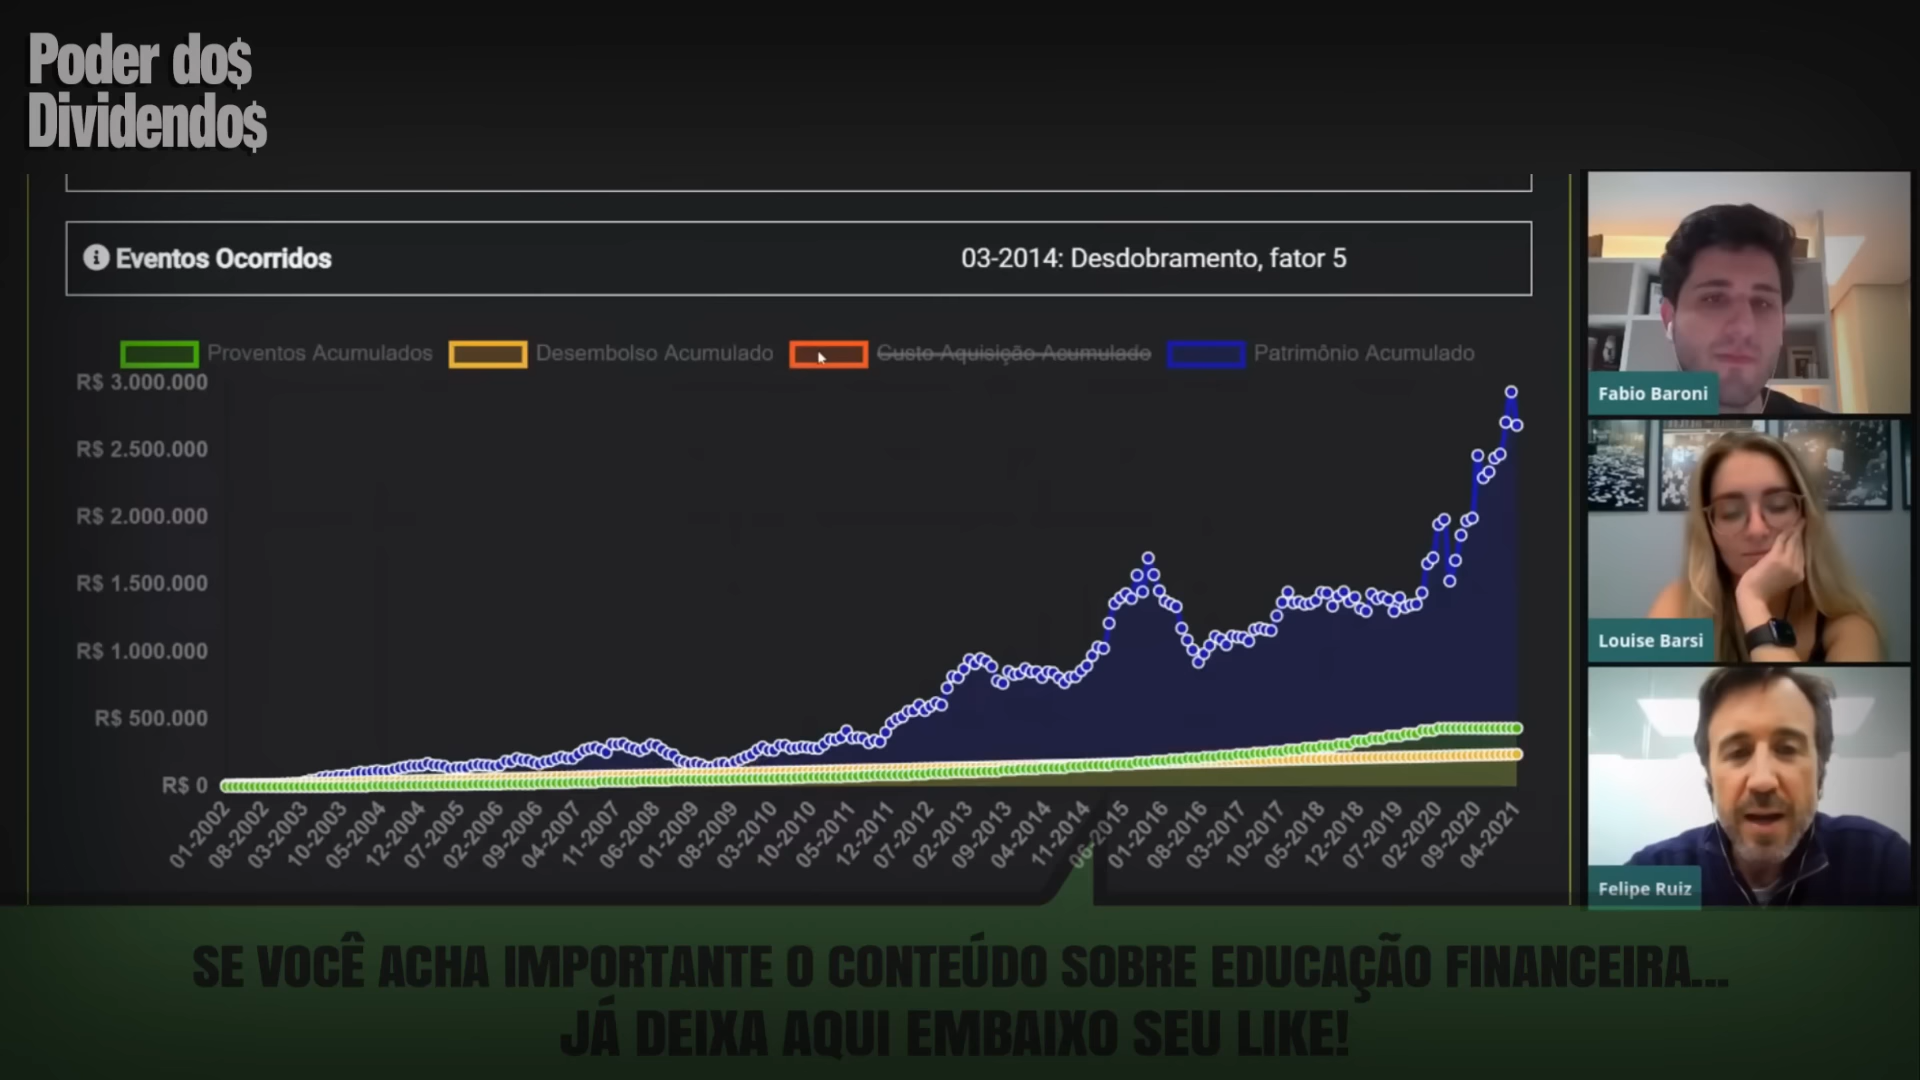 Poder do$
Dividendo$
Eventos Ocorridos
03-2014: Desdobramento, fator 5
Proventos Acumulados
Desembolso Acumulado
Custo Aquisição Acumulado
Patrimônio Acumulado
R$ 3.000.000
R$ 2.500.000
R$ 2.000.000
R$ 1.500.000
R$ 1.000.000
R$ 500.000
R$ 0
01-2002
08-2002
03-2003
10-2003
05-2004
12-2004
07-2005
02-2006
09-2006
04-2007
11-2007
06-2008
01-2009
08-2009
03-2010
10-2010
05-2011
12-2011
07-2012
02-2013
09-2013
04-2014
11-2014
06-2015
01-2016
08-2016
03-2017
10-2017
05-2018
12-2018
07-2019
02-2020
09-2020
04-2021
Fabio Baroni
Louise Barsi
Felipe Ruiz
SE VOCÊ ACHA IMPORTANTE O CONTEÚDO SOBRE EDUCAÇÃO FINANCEIRA...
JÁ DEIXA AQUI EMBAIXO SEU LIKE!